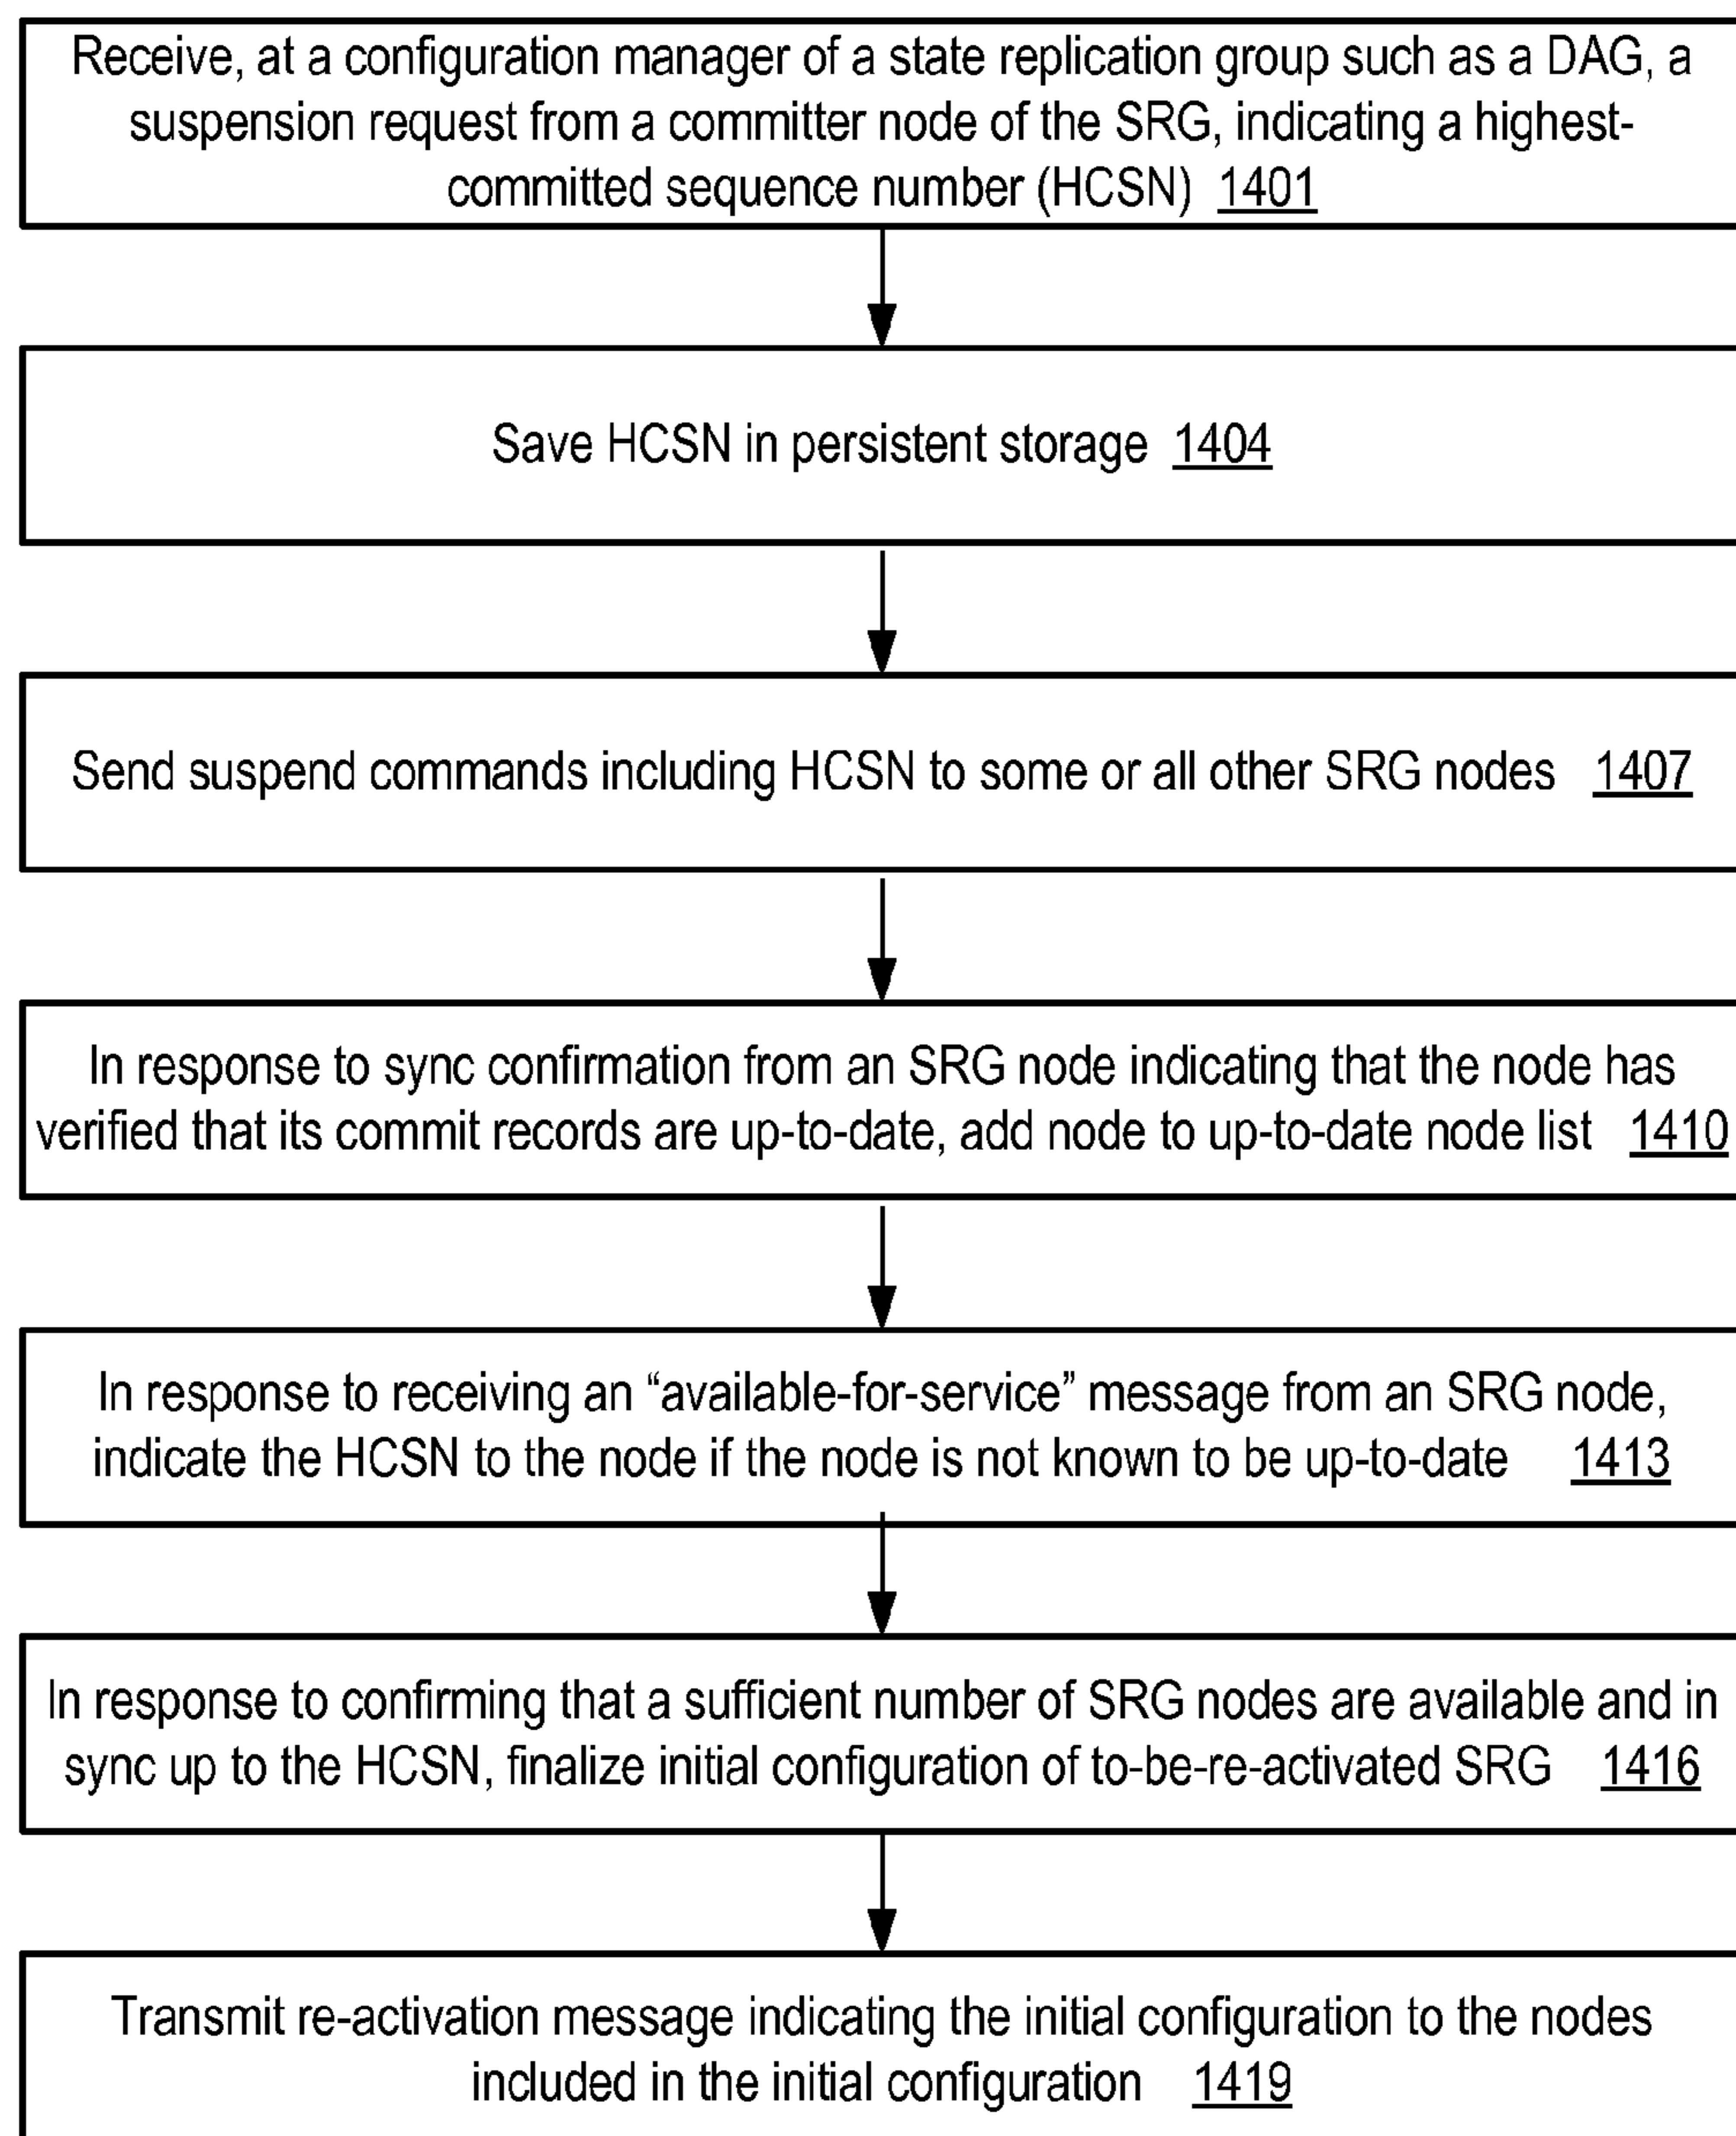 Receive, at a configuration manager of a state replication group such as a DAG, a
suspension request from a committer node of the SRG, indicating a highest-
committed sequence number (HCSN) 1401
Save HCSN in persistent storage 1404
Send suspend commands including HCSN to some or all other SRG nodes 1407
In response to sync confirmation from an SRG node indicating that the node has
verified that its commit records are up-to-date, add node to up-to-date node list 1410
In response to receiving an “available-for-service” message from an SRG node,
indicate the HCSN to the node if the node is not known to be up-to-date 1413
In response to confirming that a sufficient number of SRG nodes are available and in
sync up to the HCSN, finalize initial configuration of to-be-re-activated SRG 1416
Transmit re-activation message indicating the initial configuration to the nodes
included in the initial configuration 1419